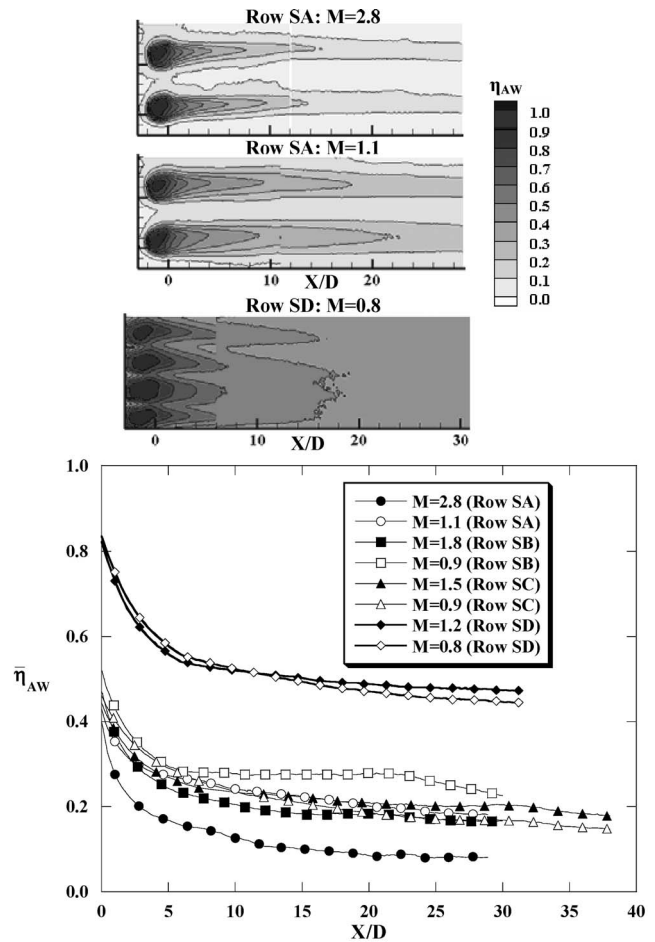 Row SA: M=2.8
Row SA: M=1.1
0 10 20
X/D
η_AW
1.0
0.9
0.8
0.7
0.6
0.5
0.4
0.3
0.2
0.1
0.0
Row SD: M=0.8
0 10 20 30
X/D
1.0
0.8
0.6
0.4
0.2
0.0
η̅_AW
M=2.8 (Row SA)
M=1.1 (Row SA)
M=1.8 (Row SB)
M=0.9 (Row SB)
M=1.5 (Row SC)
M=0.9 (Row SC)
M=1.2 (Row SD)
M=0.8 (Row SD)
0 5 10 15 20 25 30 35 40
X/D